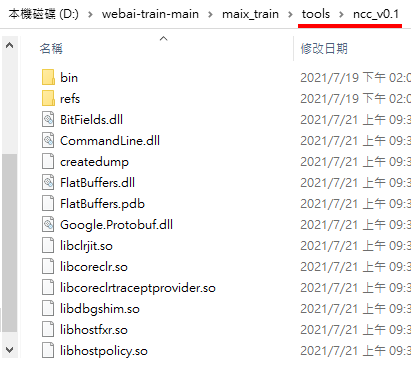 本機磁碟 (D:) › webai-train-main › maix_train › tools › ncc_v0.1
名稱 修改日期
bin 2021/7/19 下午 02:0
refs 2021/7/19 下午 02:0
BitFields.dll 2021/7/21 上午 09:3
CommandLine.dll 2021/7/21 上午 09:3
createdump 2021/7/21 上午 09:3
FlatBuffers.dll 2021/7/21 上午 09:3
FlatBuffers.pdb 2021/7/21 上午 09:3
Google.Protobuf.dll 2021/7/21 上午 09:3
libclrjit.so 2021/7/21 上午 09:3
libcoreclr.so 2021/7/21 上午 09:3
libcoreclrtraceptprovider.so 2021/7/21 上午 09:3
libdbgshim.so 2021/7/21 上午 09:3
libhostfxr.so 2021/7/21 上午 09:3
libhostpolicy.so 2021/7/21 上午 09:3